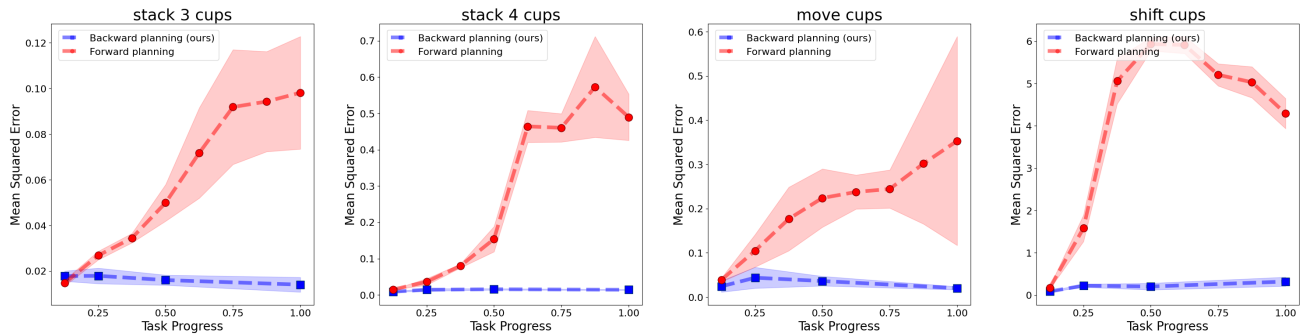 stack 3 cups
Backward planning (ours)
Forward planning
Mean Squared Error
0.12
0.10
0.08
0.06
0.04
0.02
0.25
0.50
0.75
1.00
Task Progress
stack 4 cups
Backward planning (ours)
Forward planning
Mean Squared Error
0.7
0.6
0.5
0.4
0.3
0.2
0.1
0.0
0.25
0.50
0.75
1.00
Task Progress
move cups
Backward planning (ours)
Forward planning
Mean Squared Error
0.6
0.5
0.4
0.3
0.2
0.1
0.0
0.25
0.50
0.75
1.00
Task Progress
shift cups
Backward planning (ours)
Forward planning
Mean Squared Error
6
5
4
3
2
1
0
0.25
0.50
0.75
1.00
Task Progress